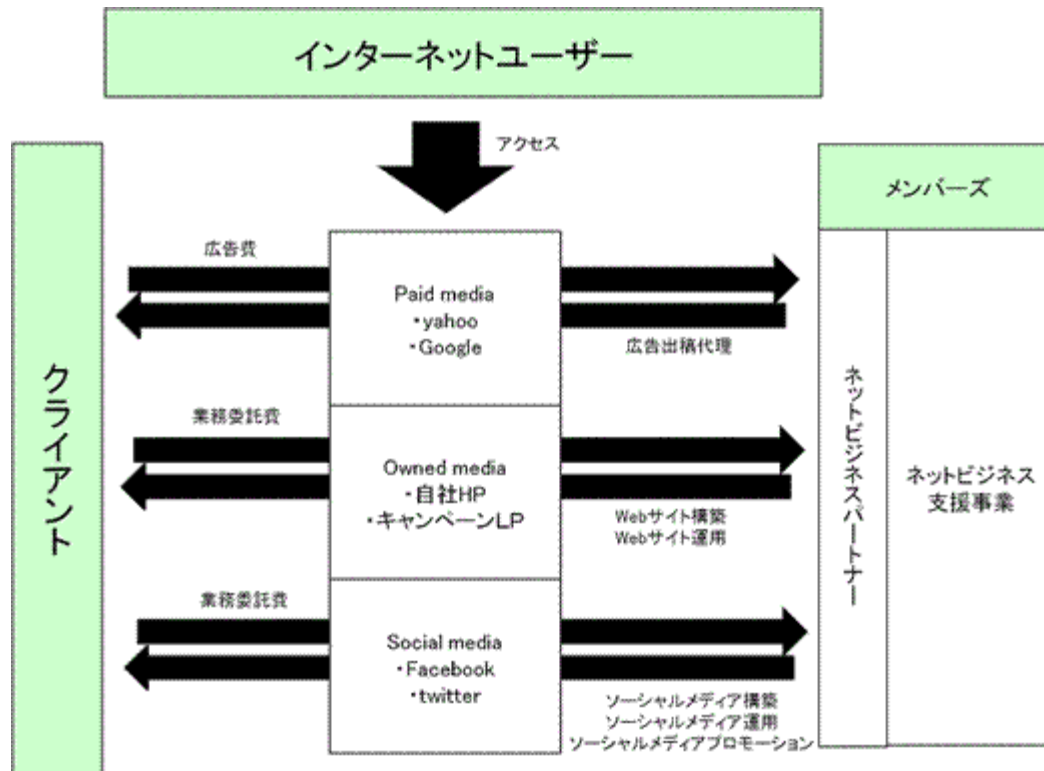 インターネットユーザー
アクセス
クライアント
メンバーズ
広告費
Paid media
・yahoo
・Google
広告出稿代理
業務委託費
Owned media
・自社HP
・キャンペーンLP
Webサイト構築
Webサイト運用
業務委託費
Social media
・Facebook
・twitter
ソーシャルメディア構築
ソーシャルメディア運用
ソーシャルメディアプロモーション
ネットビジネスパートナー
ネットビジネス
支援事業